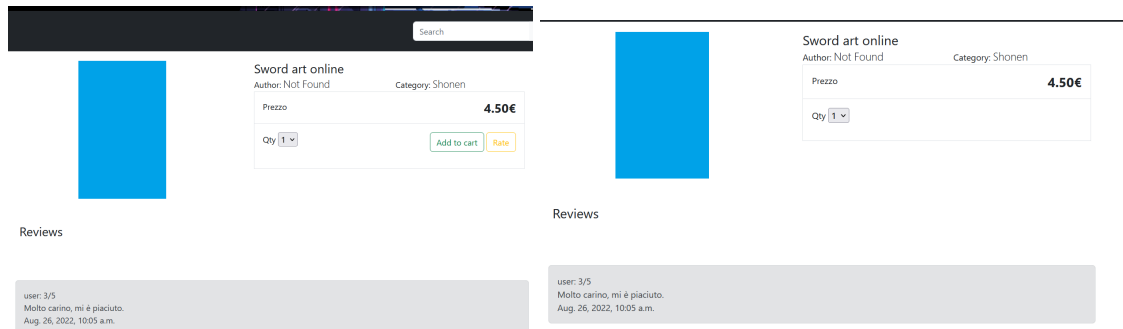 Search
Sword art online
Author: Not Found Category: Shonen
Prezzo 4.50€
Qty 1 Add to cart Rate
Reviews
user: 3/5
Molto carino, mi è piaciuto.
Aug. 26, 2022, 10:05 a.m.
Sword art online
Author: Not Found Category: Shonen
Prezzo 4.50€
Qty 1
Reviews
user: 3/5
Molto carino, mi è piaciuto.
Aug. 26, 2022, 10:05 a.m.